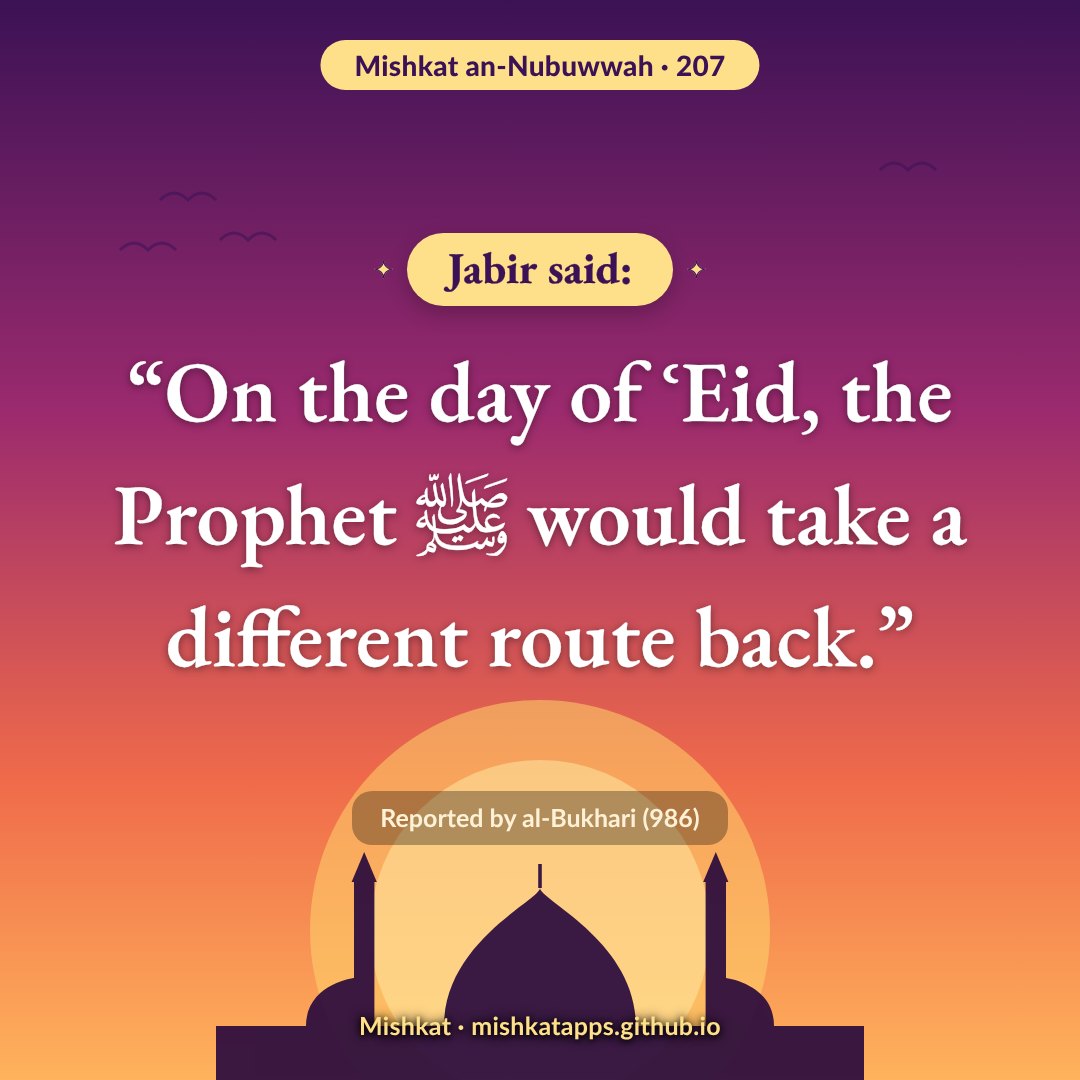 Mishkat an-Nubuwwah · 207
Jabir said:
“On the day of ʿEid, the
Prophet ﷺ would take a
different route back.”
Reported by al-Bukhari (986)
Mishkat · mishkatapps.github.io